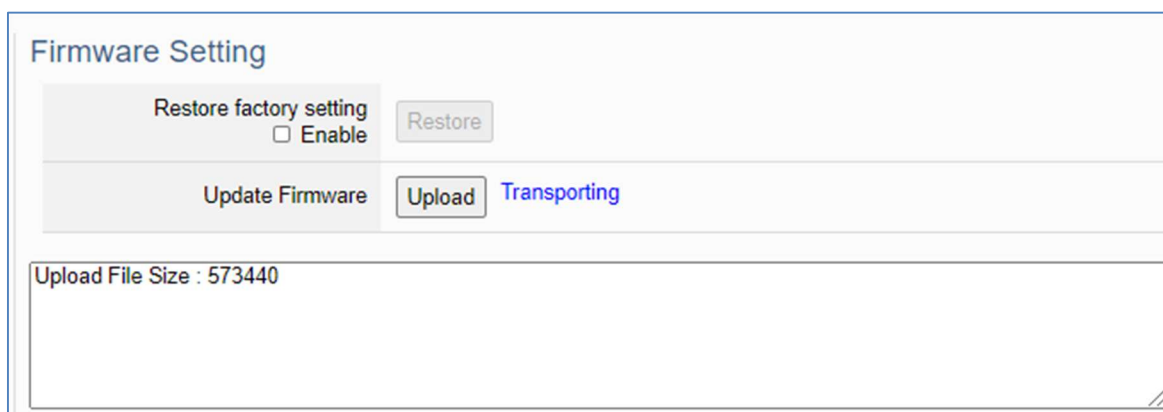 Firmware Setting
Restore factory setting
Enable
Restore
Update Firmware
Upload
Transporting
Upload File Size : 573440